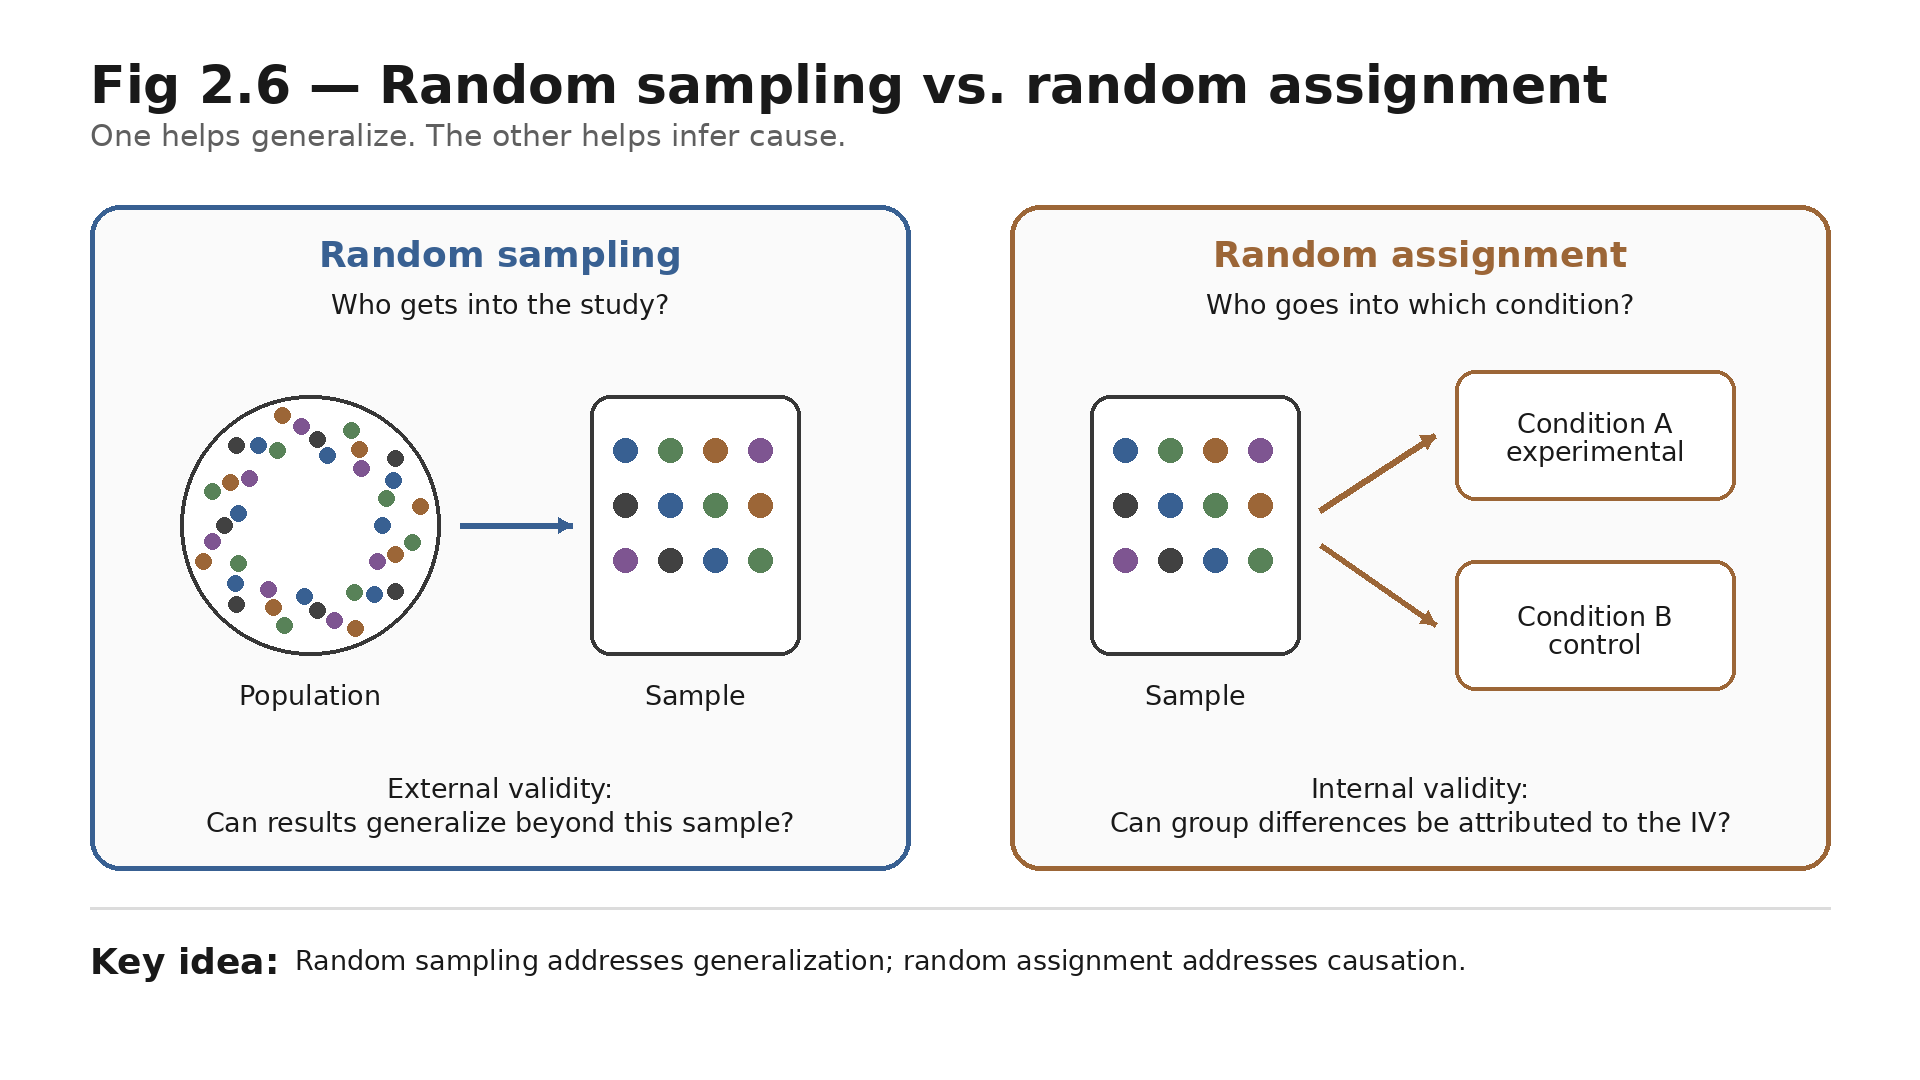 Fig 2.6 — Random sampling vs. random assignment
One helps generalize. The other helps infer cause.
Random sampling
Who gets into the study?
Population
Sample
External validity:
Can results generalize beyond this sample?
Random assignment
Who goes into which condition?
Condition A
experimental
Condition B
control
Sample
Internal validity:
Can group differences be attributed to the IV?
Key idea: Random sampling addresses generalization; random assignment addresses causation.